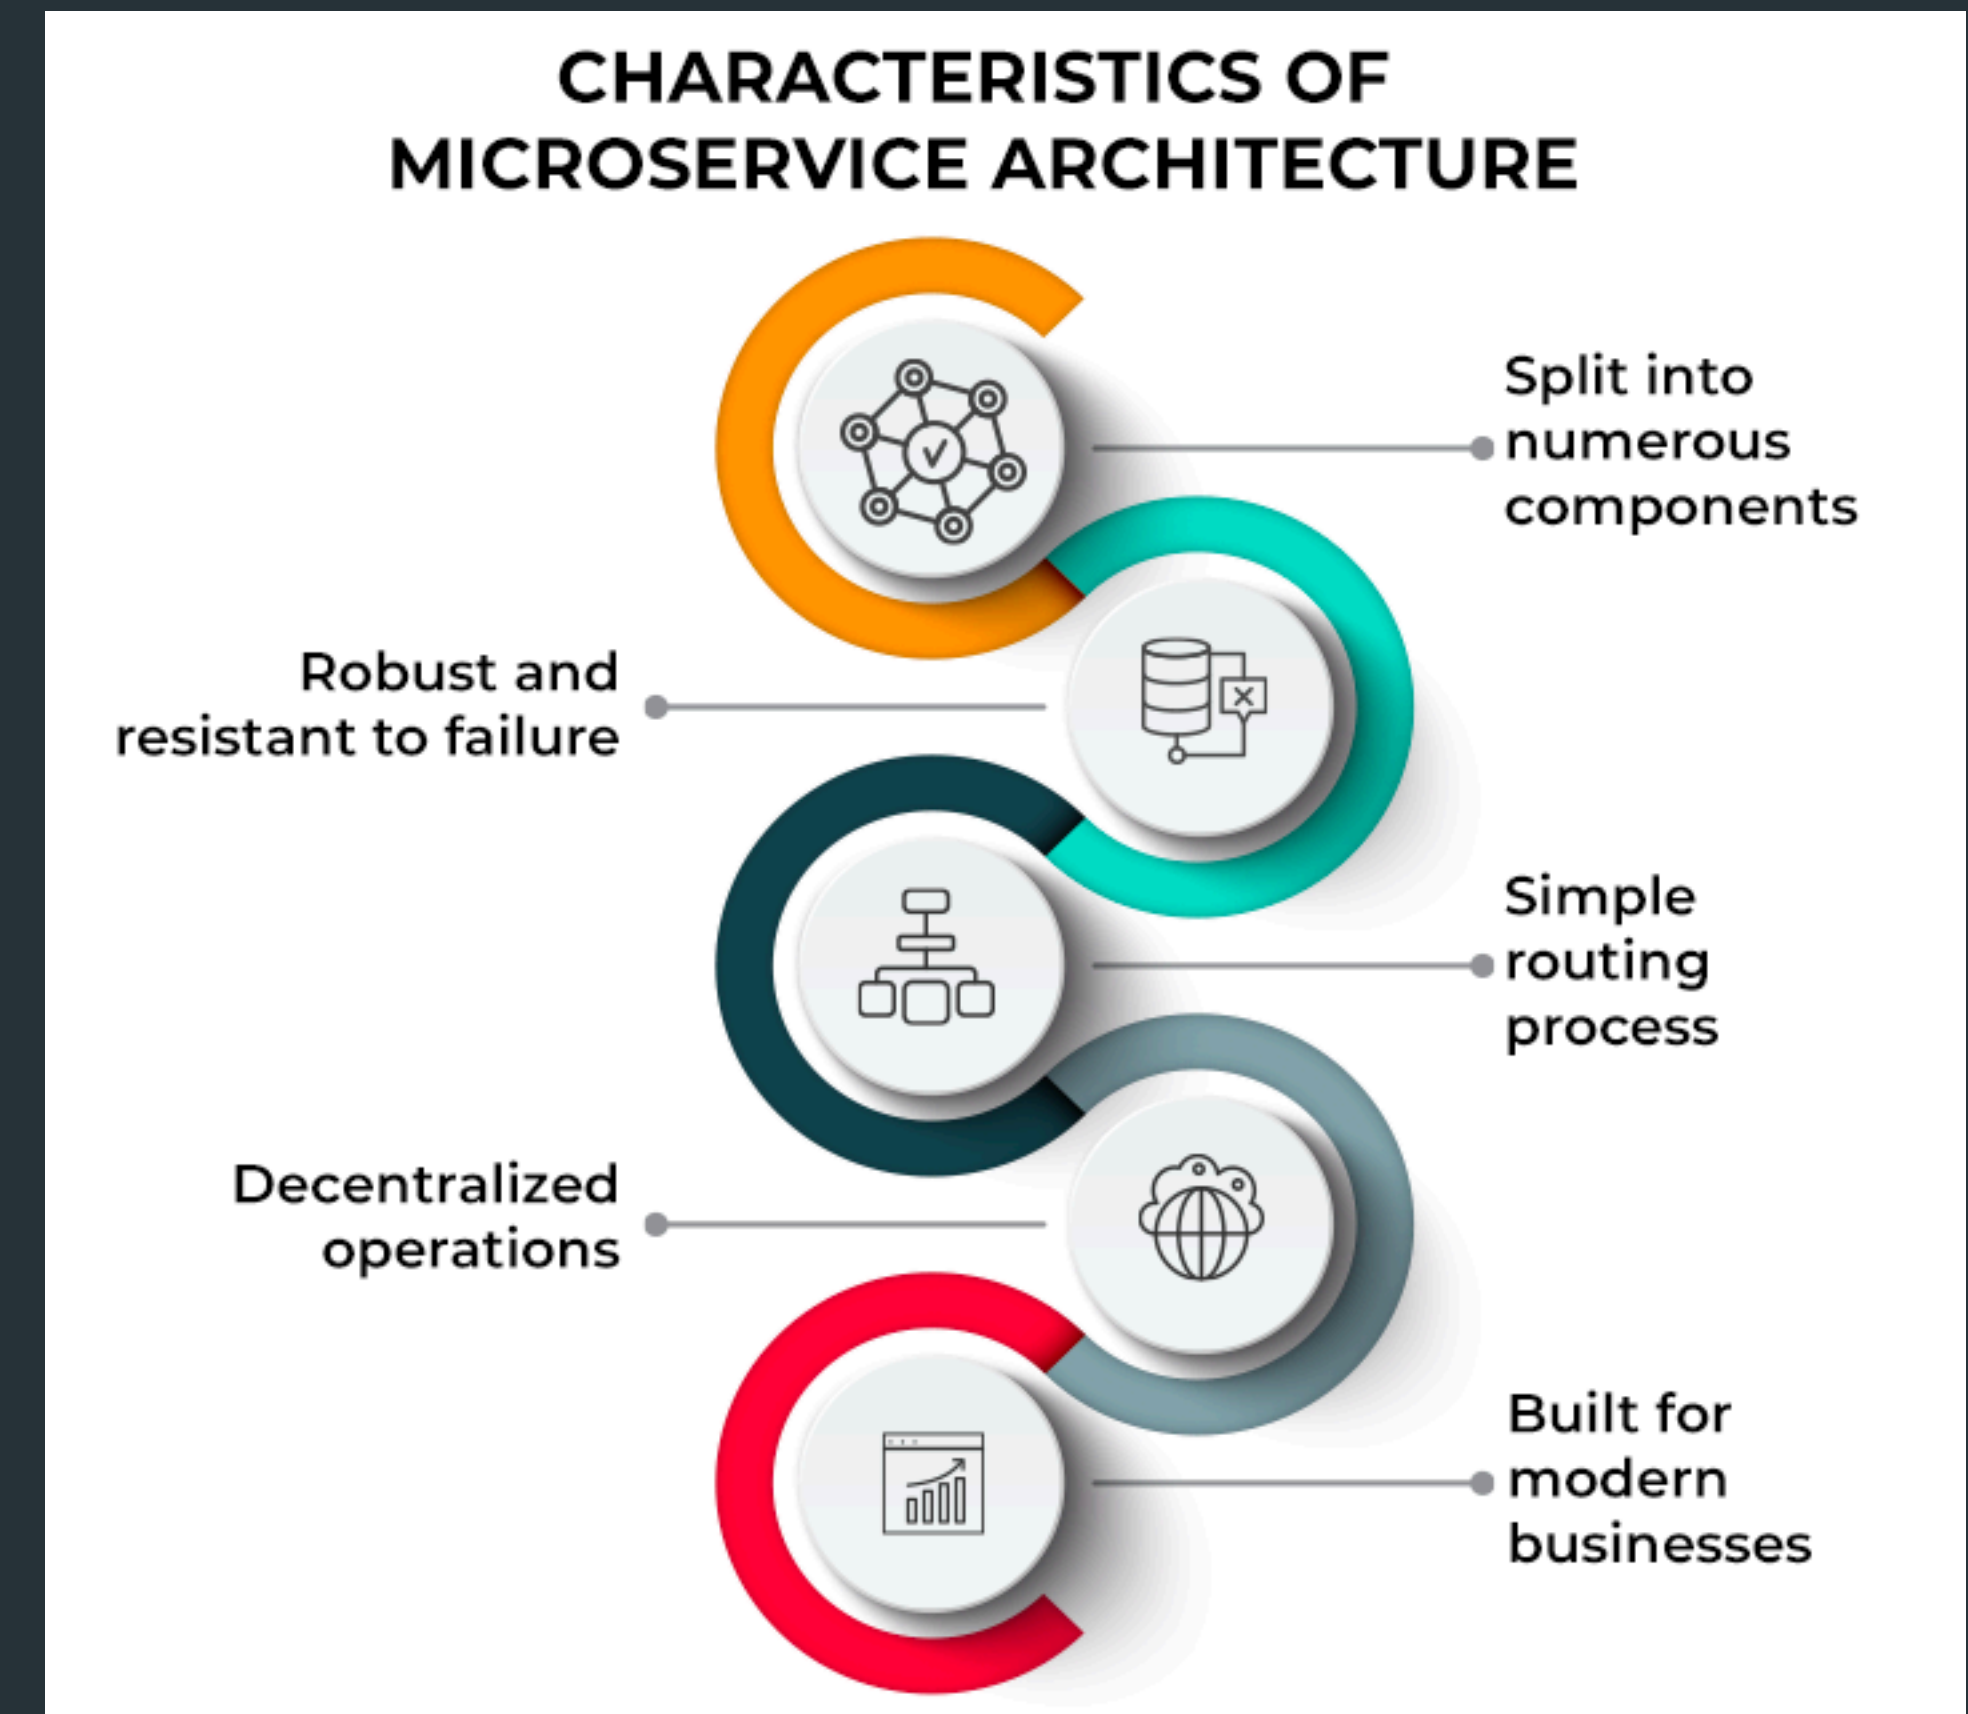 CHARACTERISTICS OF
MICROSERVICE ARCHITECTURE
Split into
numerous
components
Robust and
resistant to failure
Simple
routing
process
Decentralized
operations
Built for
modern
businesses